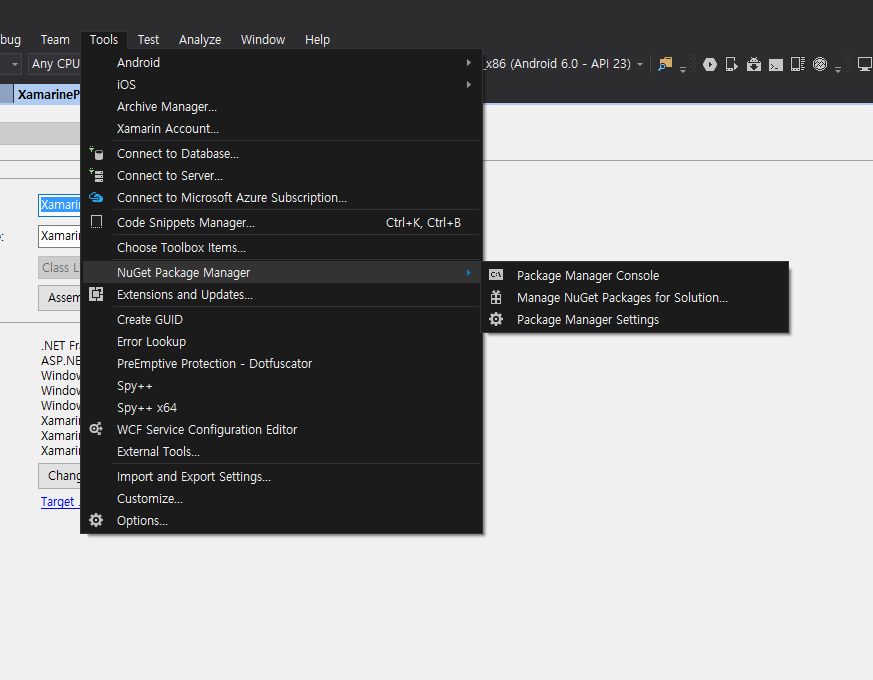 bug Team Tools Test Analyze Window Help
Any CPU
_x86 (Android 6.0 - API 23)
XamarineP
Android
iOS
Archive Manager...
Xamarin Account...
Connect to Database...
Connect to Server...
Connect to Microsoft Azure Subscription...
Code Snippets Manager... Ctrl+K, Ctrl+B
Choose Toolbox Items...
NuGet Package Manager
Extensions and Updates...
Create GUID
Error Lookup
PreEmptive Protection - Dotfuscator
Spy++
Spy++ x64
WCF Service Configuration Editor
External Tools...
Import and Export Settings...
Customize...
Options...
Package Manager Console
Manage NuGet Packages for Solution...
Package Manager Settings
Xamari
e:
Xamari
Class L
Assem
.NET Fr
ASP.NE
Window
Window
Window
Xamari
Xamari
Xamari
Chang
Target